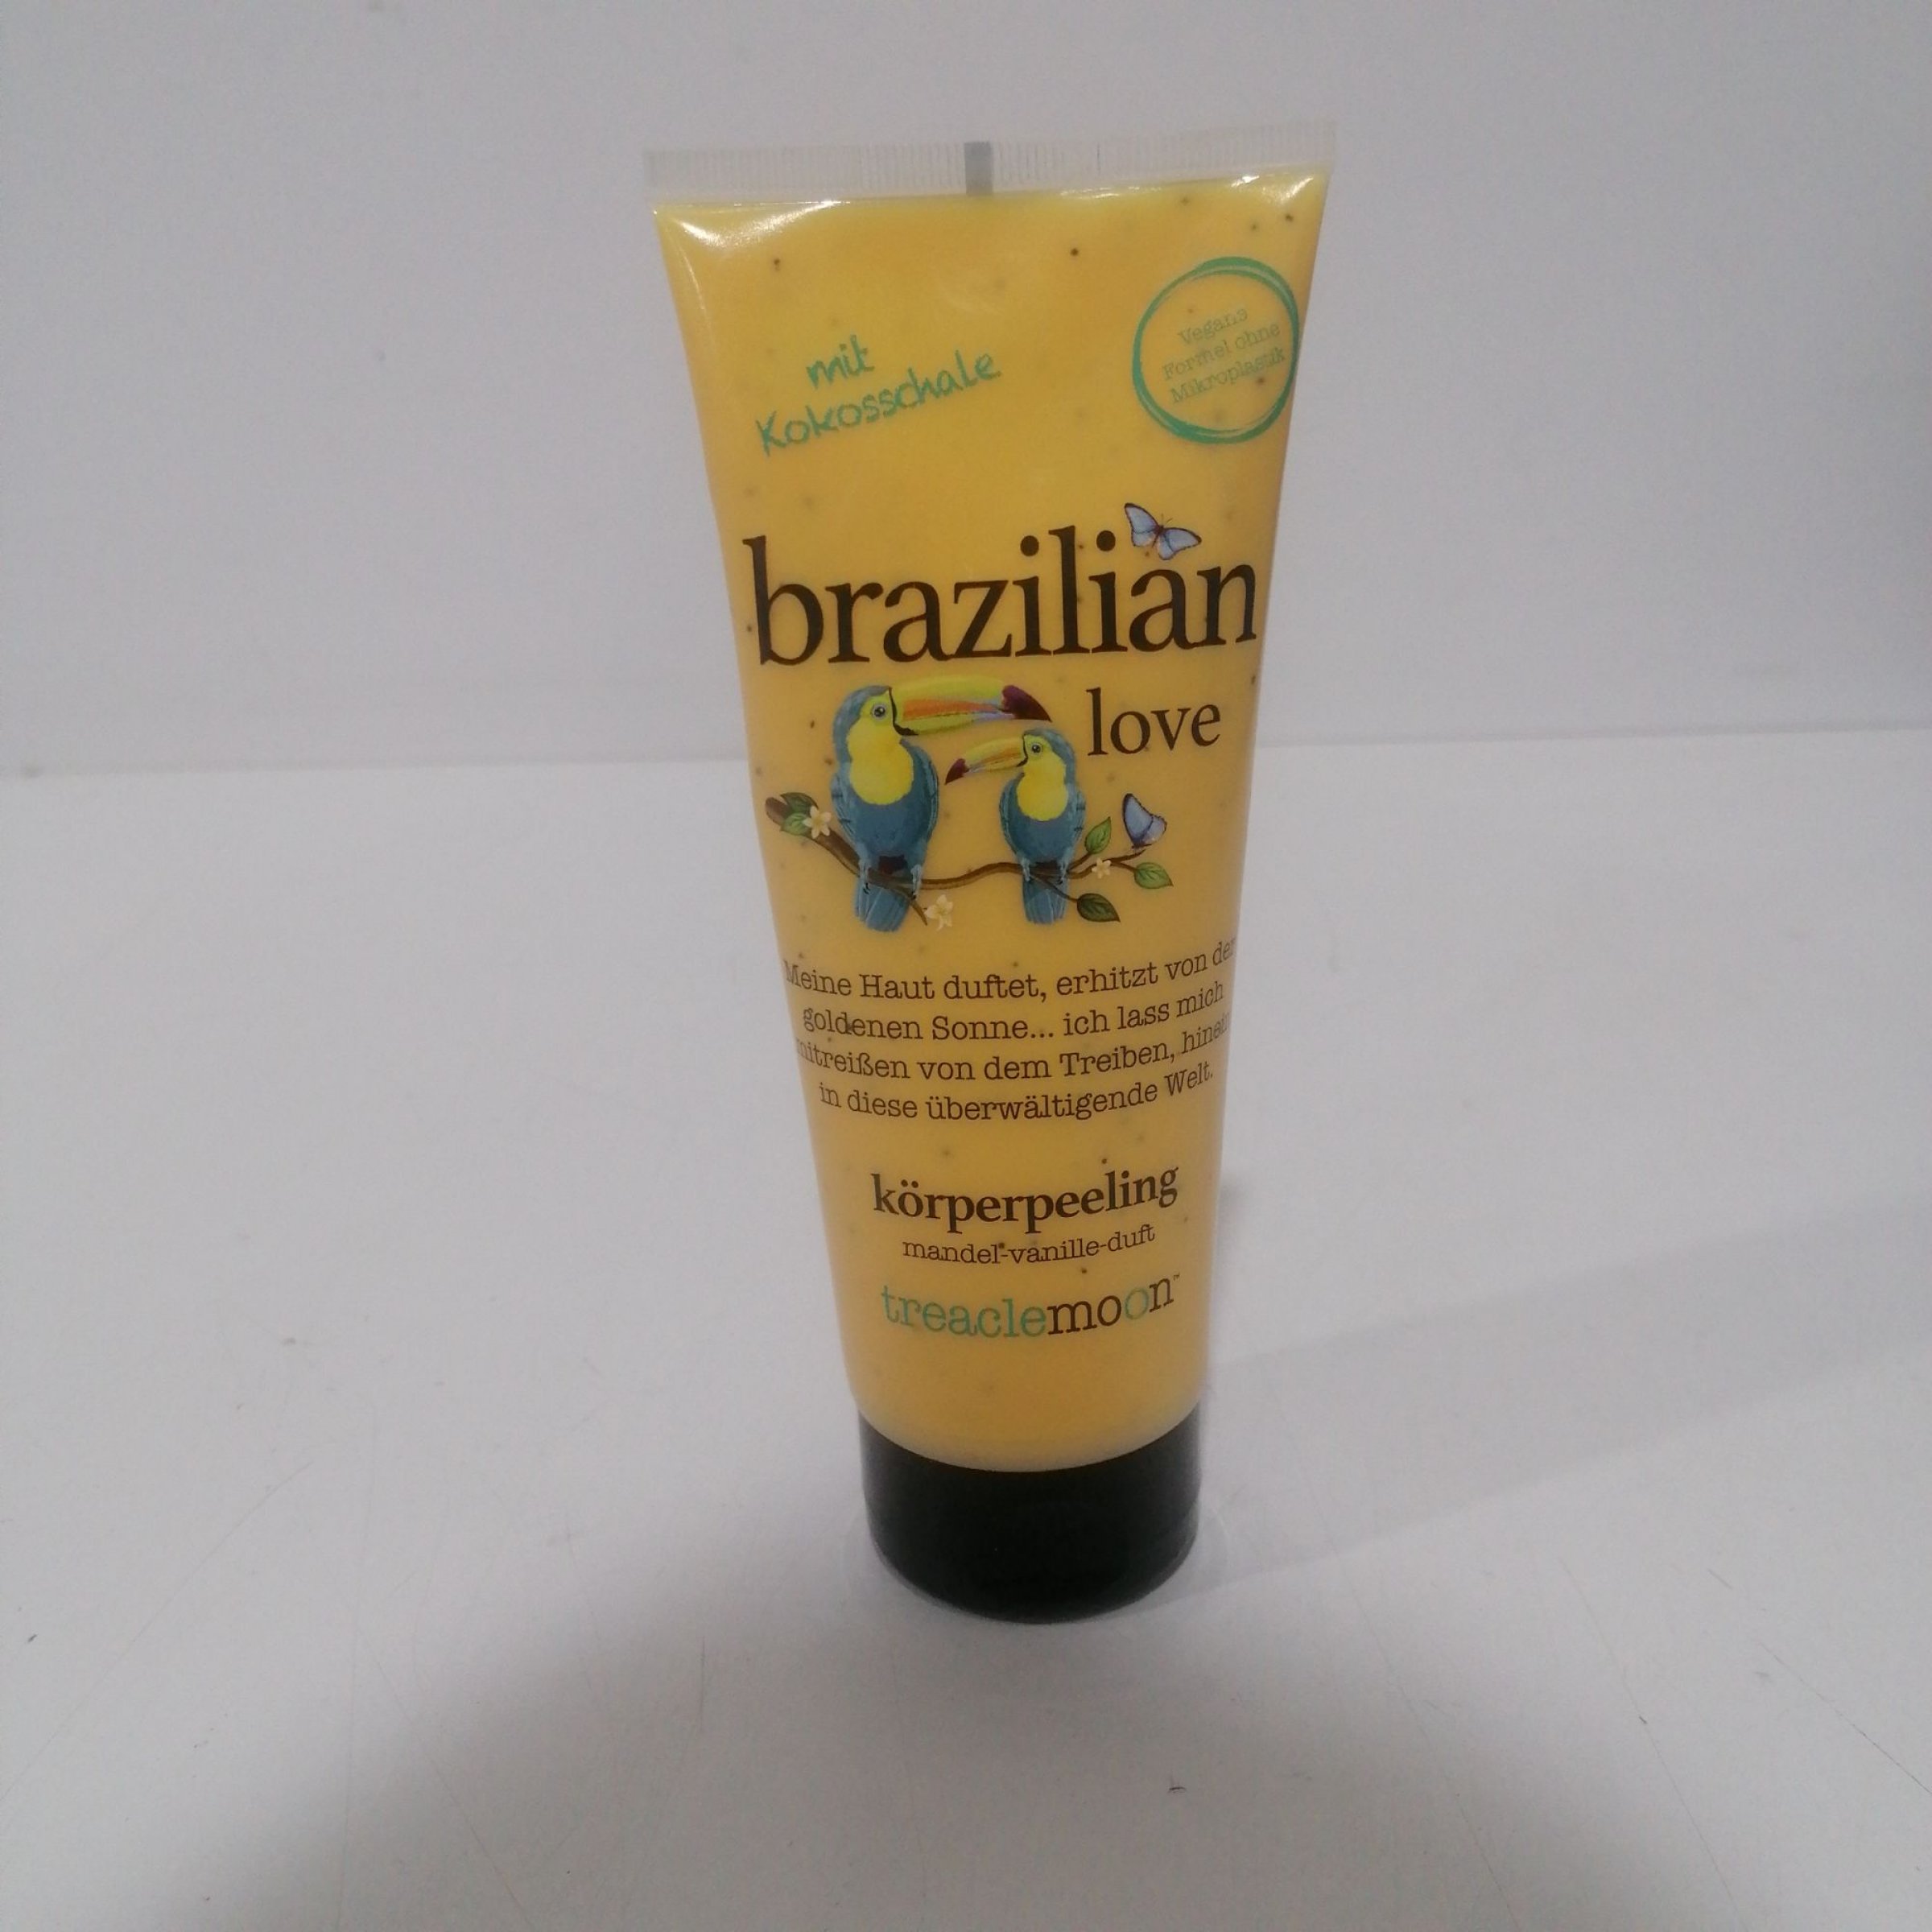 mit
Kokosschale
Vegane
Formel ohne
Mikroplastik
brazilian
love
Meine Haut duftet, erhitzt von der
goldenen Sonne... ich lass mich
mitreißen von dem Treiben, hinein
in diese überwältigende Welt.
körperpeeling
mandel-vanille-duft
treaclemoon™